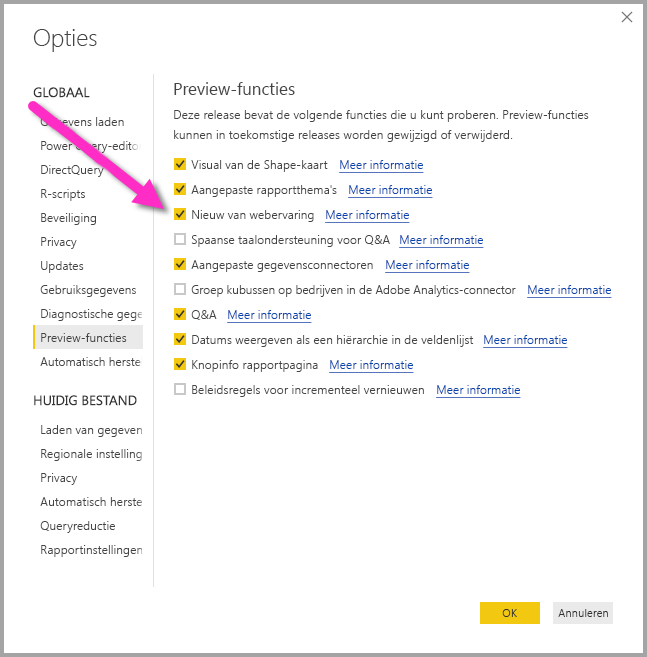 Opties
GLOBAAL
Gegevens laden
Power Query-edito
DirectQuery
R-scripts
Beveiliging
Privacy
Updates
Gebruiksgegevens
Diagnostische gege
Preview-functies
Automatisch herste
HUIDIG BESTAND
Laden van gegeven
Regionale instelling
Privacy
Automatisch herste
Queryreductie
Rapportinstellingen
Preview-functies
Deze release bevat de volgende functies die u kunt proberen. Preview-functies
kunnen in toekomstige releases worden gewijzigd of verwijderd.
Visual van de Shape-kaart Meer informatie
Aangepaste rapportthema's Meer informatie
Nieuw van webervaring Meer informatie
Spaanse taalondersteuning voor Q&A Meer informatie
Aangepaste gegevensconnectoren Meer informatie
Groep kubussen op bedrijven in de Adobe Analytics-connector Meer informatie
Q&A Meer informatie
Datums weergeven als een hiërarchie in de veldenlijst Meer informatie
Knopinfo rapportpagina Meer informatie
Beleidsregels voor incrementeel vernieuwen Meer informatie
OK Annuleren